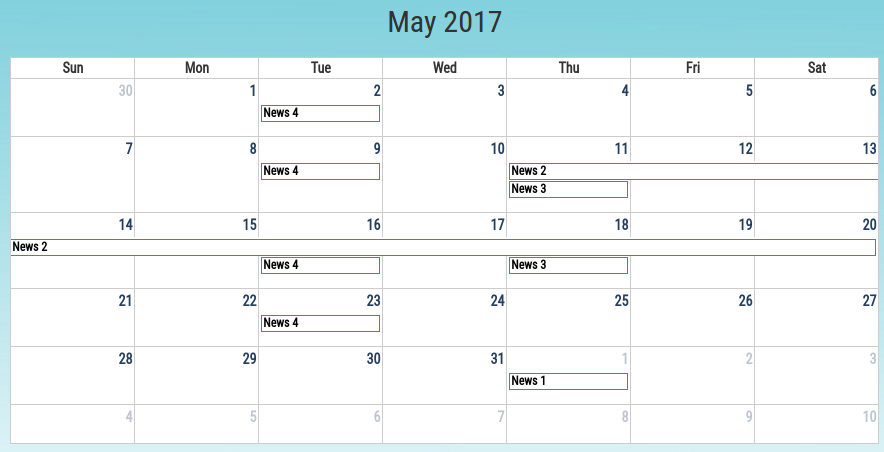 May 2017
Sun Mon Tue Wed Thu Fri Sat
30 1 2 3 4 5 6
News 4
7 8 9 10 11 12 13
News 4 News 2
News 3
14 15 16 17 18 19 20
News 2
News 4 News 3
21 22 23 24 25 26 27
News 4
28 29 30 31 1 2 3
News 1
4 5 6 7 8 9 10